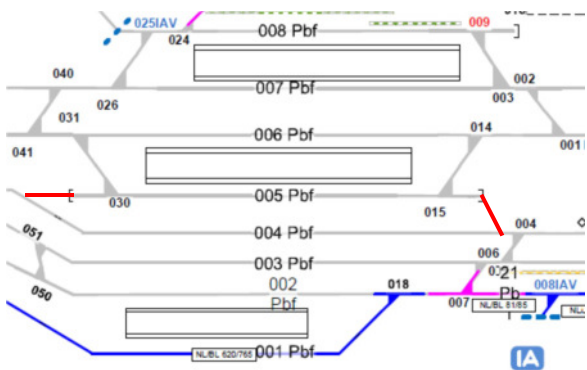 025IAV
024
008 Pbf
009
040
026
007 Pbf
002
003
031
006 Pbf
014
041
001
030
005 Pbf
015
004 Pbf
004
051
003 Pbf
006
002
Pbf
018
21
Pb
008IAV
050
007
NL/BL 81/65
NL/BL 620/765
001 Pbf
IA